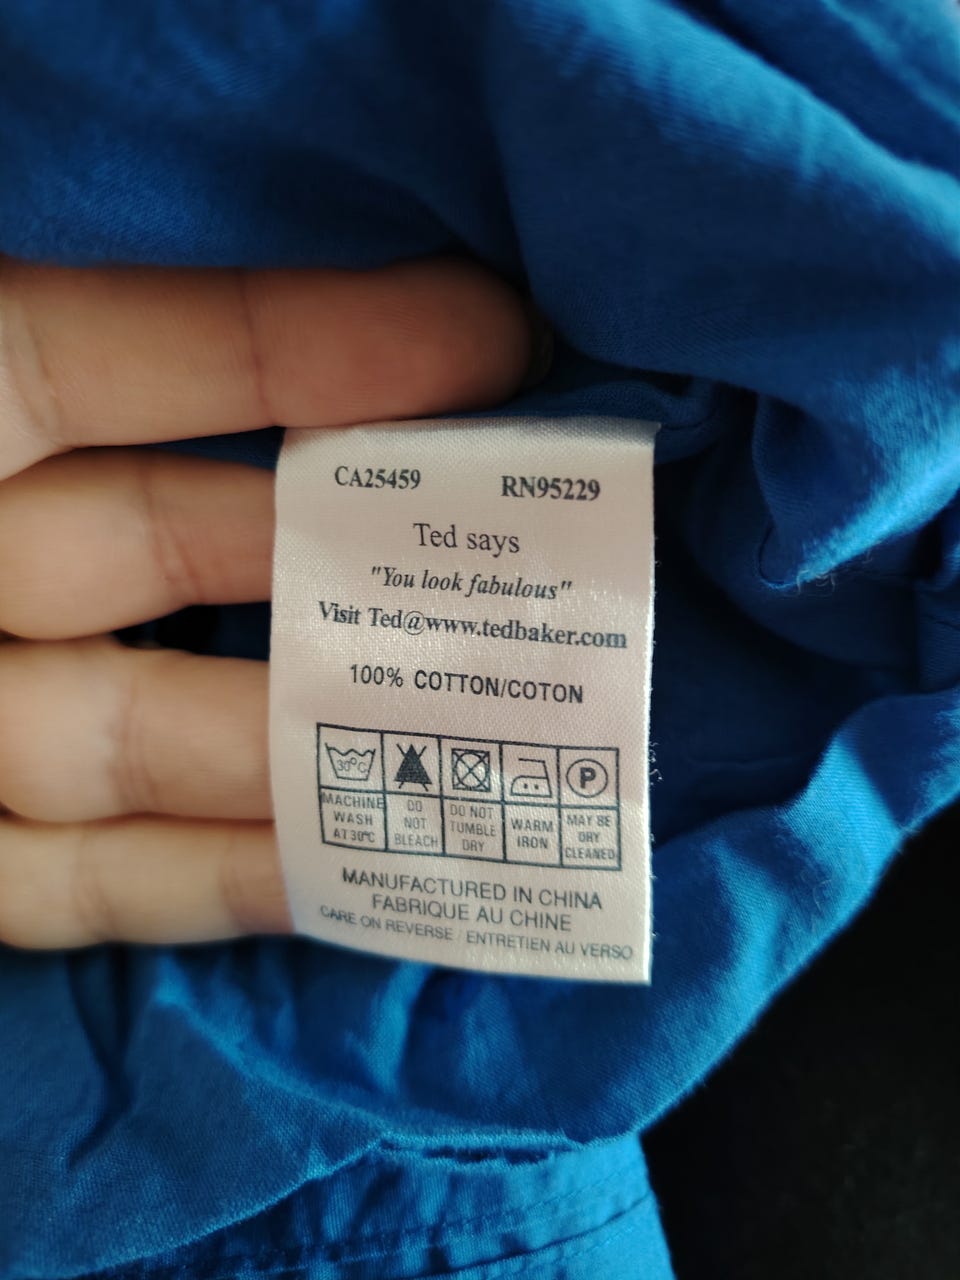 CA25459 RN95229
Ted says
"You look fabulous"
Visit Ted@www.tedbaker.com
100% COTTON/COTON
30°C P
MACHINE WASH AT 30°C
DO NOT BLEACH
DO NOT TUMBLE DRY
WARM IRON
MAY BE DRY CLEANED
MANUFACTURED IN CHINA
FABRIQUE AU CHINE
CARE ON REVERSE / ENTRETIEN AU VERSO